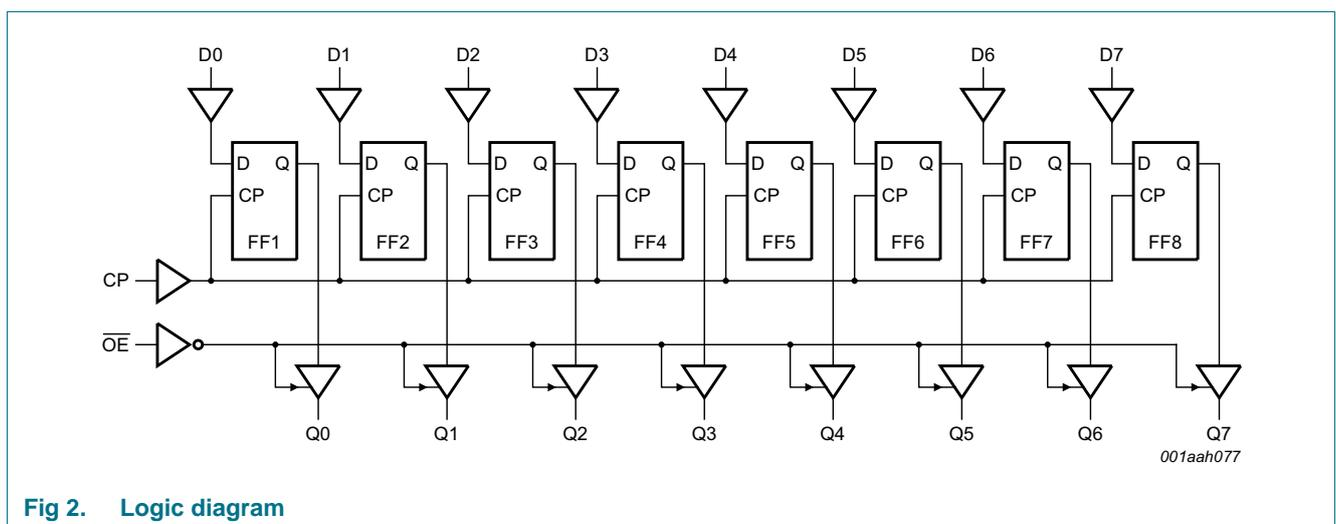 D0 D1 D2 D3 D4 D5 D6 D7
D Q D Q D Q D Q D Q D Q D Q D Q
CP CP CP CP CP CP CP CP
FF1 FF2 FF3 FF4 FF5 FF6 FF7 FF8
CP
OE
Q0 Q1 Q2 Q3 Q4 Q5 Q6 Q7
001aah077
Fig 2. Logic diagram